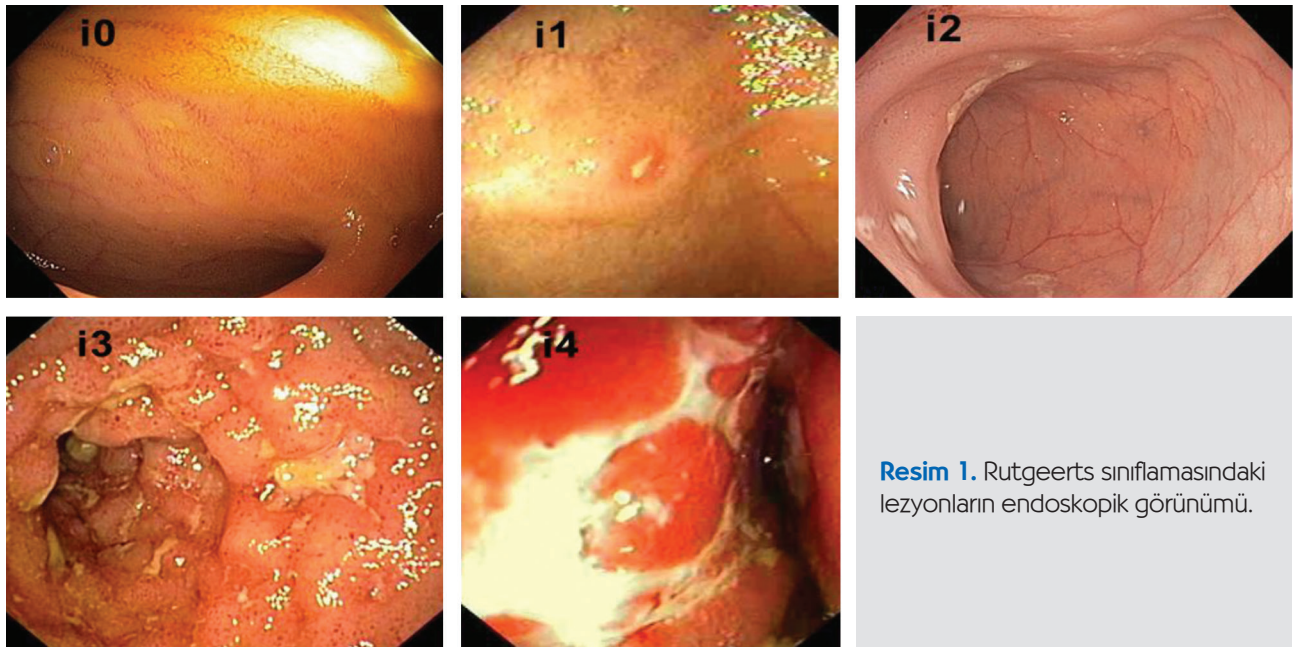 i0
i1
i2
i3
i4
Resim 1. Rutgeerts sınıflamasındaki
lezyonların endoskopik görünümü.